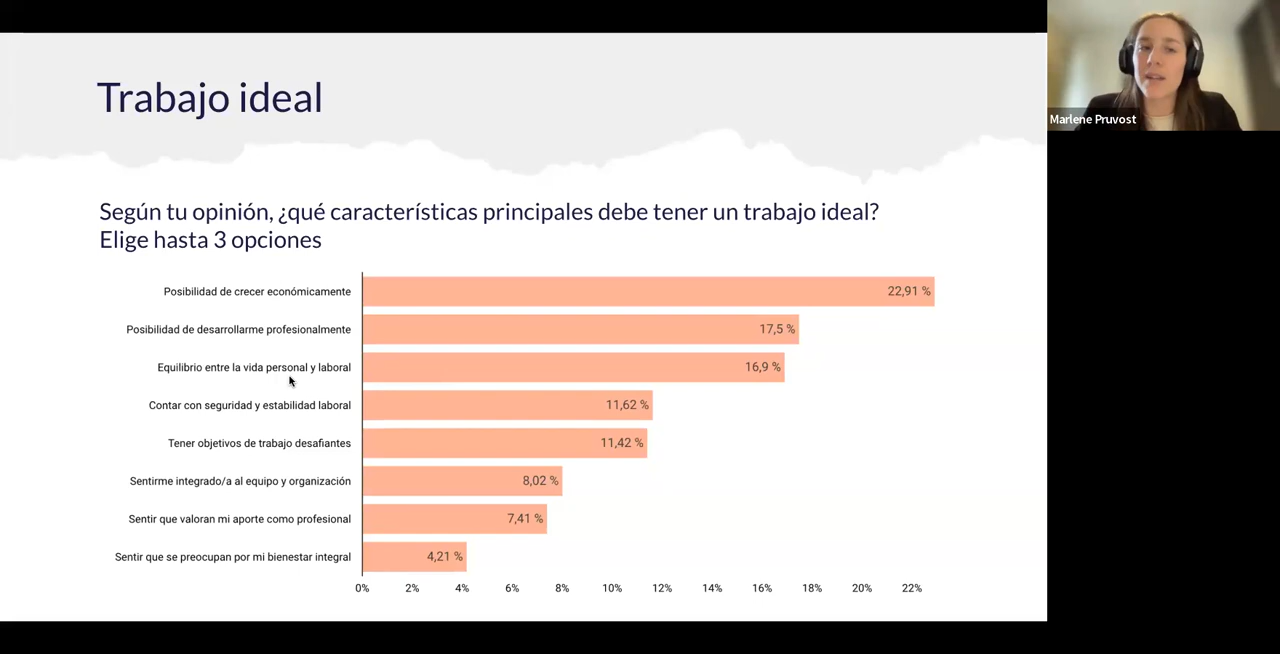 Trabajo ideal
Marlene Pruvost
Según tu opinión, ¿qué características principales debe tener un trabajo ideal?
Elige hasta 3 opciones
Posibilidad de crecer económicamente 22,91 %
Posibilidad de desarrollarme profesionalmente 17,5 %
Equilibrio entre la vida personal y laboral 16,9 %
Contar con seguridad y estabilidad laboral 11,62 %
Tener objetivos de trabajo desafiantes 11,42 %
Sentirme integrado/a al equipo y organización 8,02 %
Sentir que valoran mi aporte como profesional 7,41 %
Sentir que se preocupan por mi bienestar integral 4,21 %
0% 2% 4% 6% 8% 10% 12% 14% 16% 18% 20% 22%